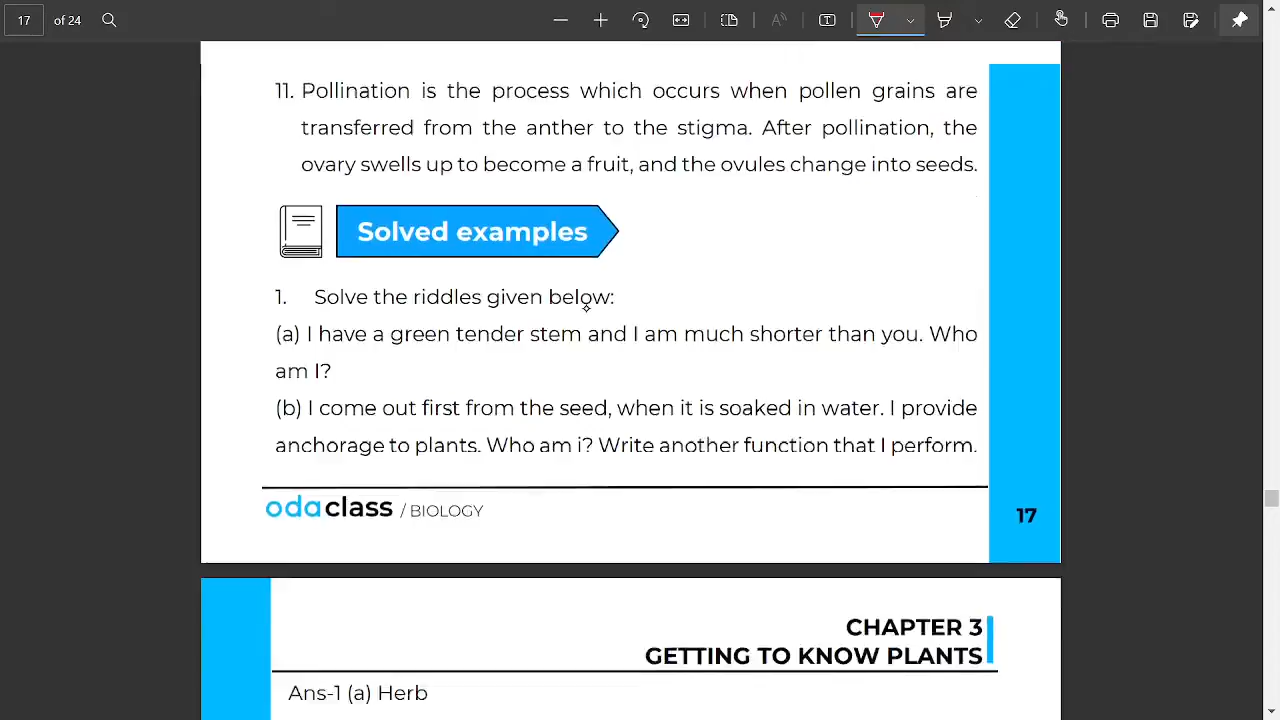 17 of 24
11. Pollination is the process which occurs when pollen grains are
transferred from the anther to the stigma. After pollination, the
ovary swells up to become a fruit, and the ovules change into seeds.
Solved examples
1. Solve the riddles given below:
(a) I have a green tender stem and I am much shorter than you. Who
am I?
(b) I come out first from the seed, when it is soaked in water. I provide
anchorage to plants. Who am i? Write another function that I perform.
odaclass / BIOLOGY
17
CHAPTER 3
GETTING TO KNOW PLANTS
Ans-1 (a) Herb